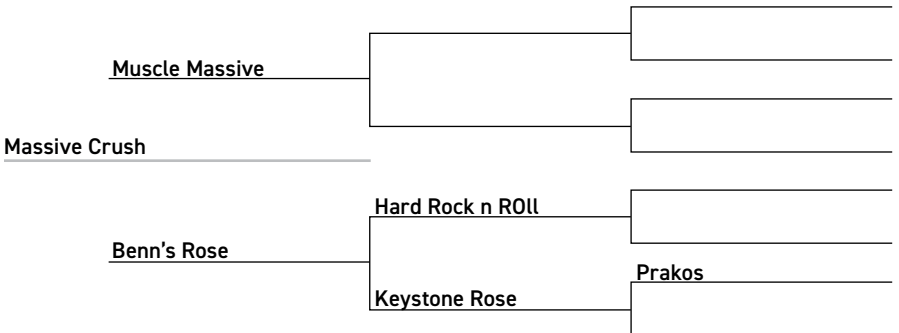 Muscle Massive
Massive Crush
Hard Rock n ROll
Benn's Rose
Prakos
Keystone Rose